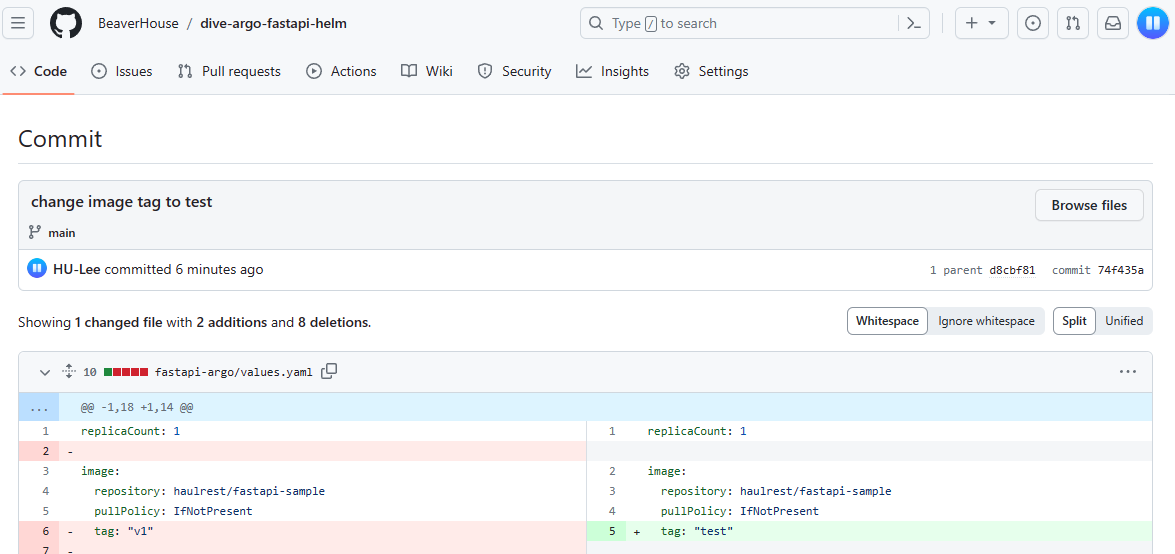 BeaverHouse / dive-argo-fastapi-helm
Type / to search
Code Issues Pull requests Actions Wiki Security Insights Settings
Commit
change image tag to test
Browse files
main
HU-Lee committed 6 minutes ago
1 parent d8cbf81 commit 74f435a
Showing 1 changed file with 2 additions and 8 deletions.
Whitespace Ignore whitespace Split Unified
10 fastapi-argo/values.yaml
... @@ -1,18 +1,14 @@
1 replicaCount: 1 1 replicaCount: 1
2 -
3 image: 2 image:
4 repository: haulrest/fastapi-sample 3 repository: haulrest/fastapi-sample
5 pullPolicy: IfNotPresent 4 pullPolicy: IfNotPresent
6 - tag: "v1" 5 + tag: "test"
7 -